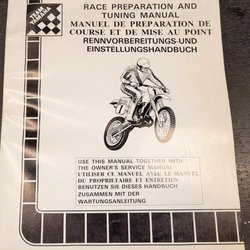 TEAM
GREEN
RACE PREPARATION AND
TUNING MANUAL
MANUEL DE PREPARATION DE
COURSE ET DE MISE AU POINT
RENNVORBEREITUNGS-UND
EINSTELLUNGSHANDBUCH
USE THIS MANUAL TOGETHER WITH
THE OWNER'S SERVICE MANUAL
UTILISER CE MANUEL AVEC LE MANUEL
DU PROPRIETAIRE ET ENTRETIEN
BENUTZEN SIE DIESES HANDBUCH
ZUSAMMEN MIT DER
WARTUNGSANLEITUNG